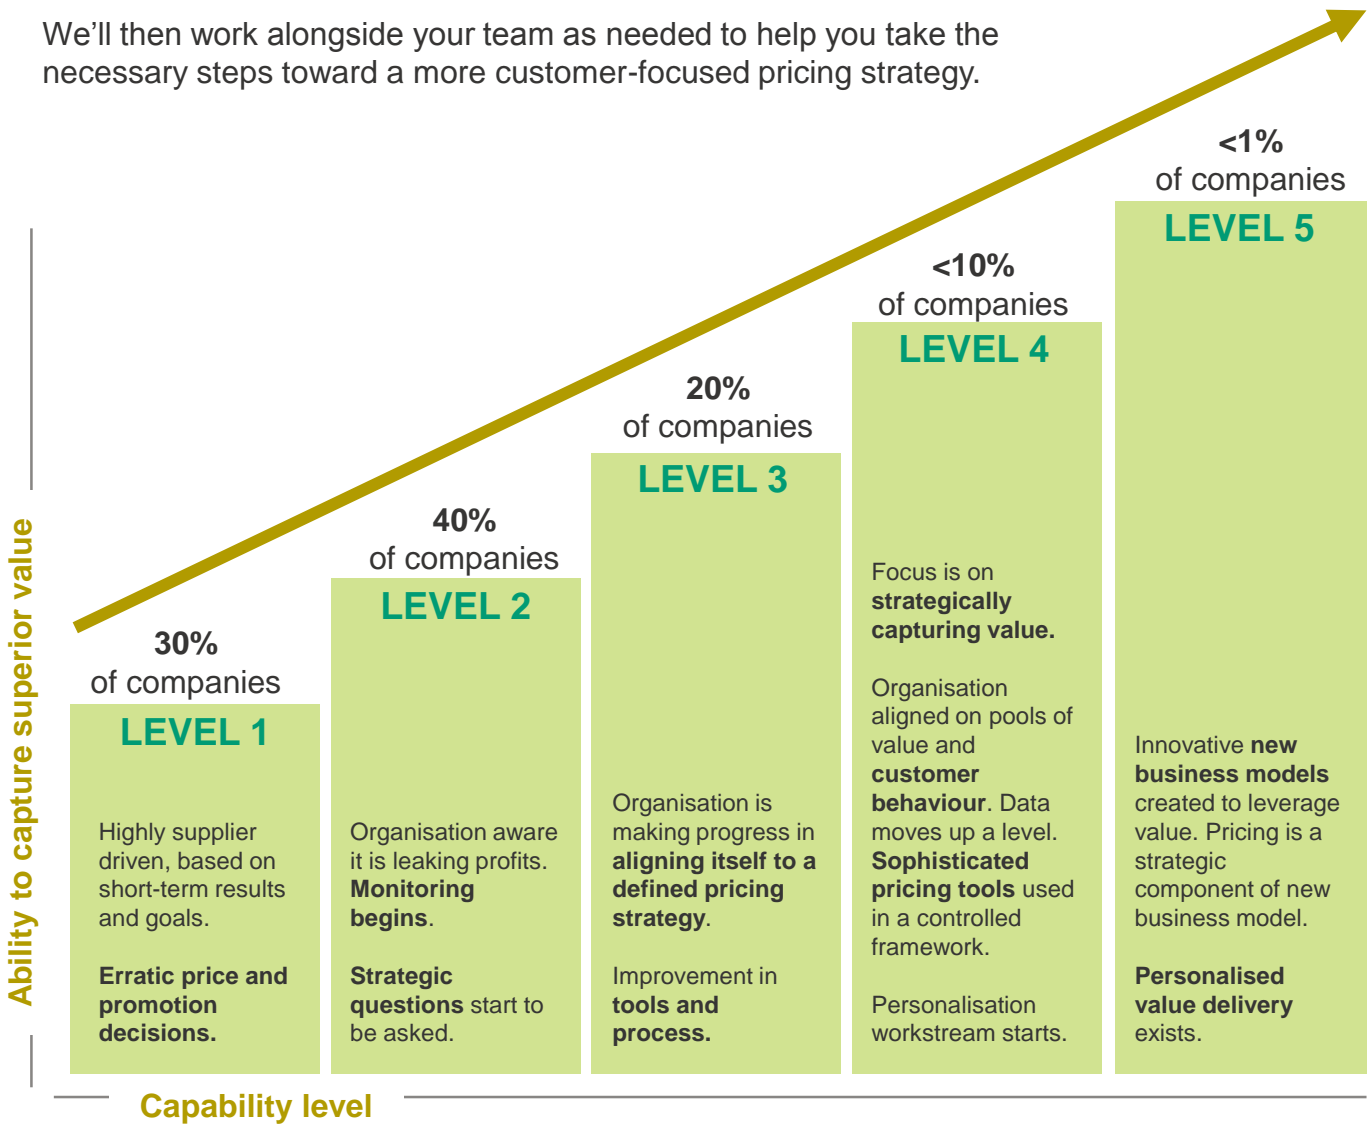 We’ll then work alongside your team as needed to help you take the
necessary steps toward a more customer-focused pricing strategy.
Ability to capture superior value
30%
of companies
LEVEL 1
Highly supplier
driven, based on
short-term results
and goals.
Erratic price and
promotion
decisions.
40%
of companies
LEVEL 2
Organisation aware
it is leaking profits.
Monitoring
begins.
Strategic
questions start to
be asked.
20%
of companies
LEVEL 3
Organisation is
making progress in
aligning itself to a
defined pricing
strategy.
Improvement in
tools and
process.
<10%
of companies
LEVEL 4
Focus is on
strategically
capturing value.
Organisation
aligned on pools of
value and
customer
behaviour. Data
moves up a level.
Sophisticated
pricing tools used
in a controlled
framework.
Personalisation
workstream starts.
<1%
of companies
LEVEL 5
Innovative new
business models
created to leverage
value. Pricing is a
strategic
component of new
business model.
Personalised
value delivery
exists.
Capability level